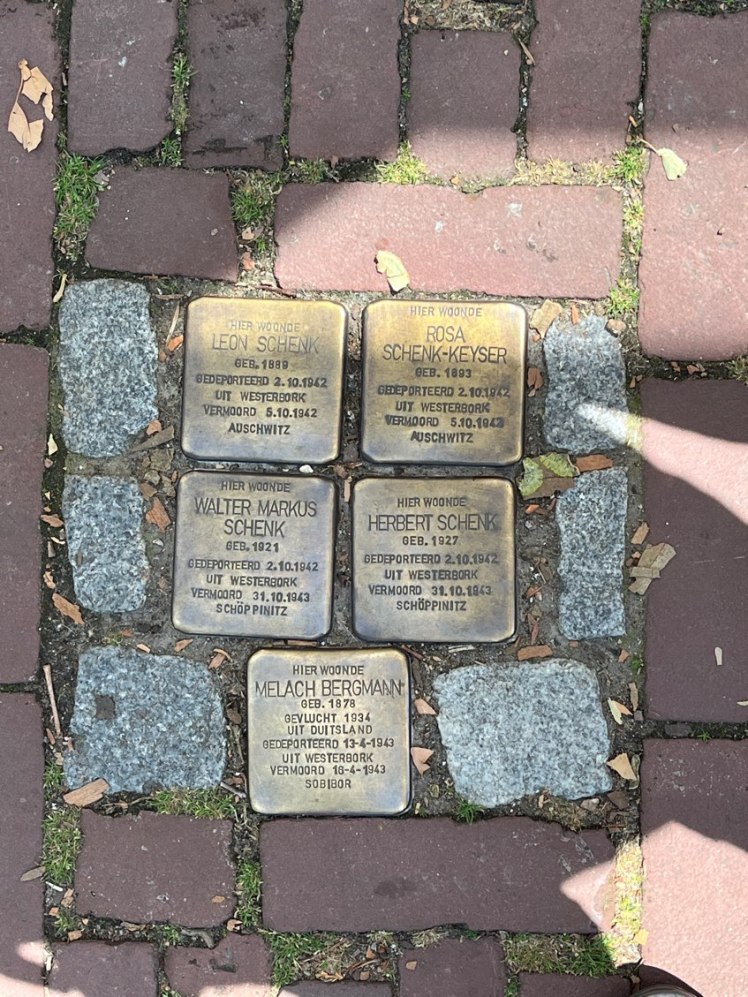 HIER WOONDE
LEON SCHENK
GEB. 1889
GEDEPORTEERD 2.10.1942
UIT WESTERBORK
VERMOORD 5.10.1942
AUSCHWITZ
HIER WOONDE
ROSA
SCHENK-KEYSER
GEB. 1893
GEDEPORTEERD 2.10.1942
UIT WESTERBORK
VERMOORD 5.10.1942
AUSCHWITZ
HIER WOONDE
WALTER MARKUS
SCHENK
GEB. 1921
GEDEPORTEERD 2.10.1942
UIT WESTERBORK
VERMOORD 31.10.1943
SCHÖPPINITZ
HIER WOONDE
HERBERT SCHENK
GEB. 1927
GEDEPORTEERD 2.10.1942
UIT WESTERBORK
VERMOORD 31.10.1943
SCHÖPPINITZ
HIER WOONDE
MELACH BERGMANN
GEB. 1878
GEVLUCHT 1934
UIT DUITSLAND
GEDEPORTEERD 13-4-1943
UIT WESTERBORK
VERMOORD 16-4-1943
SOBIBOR